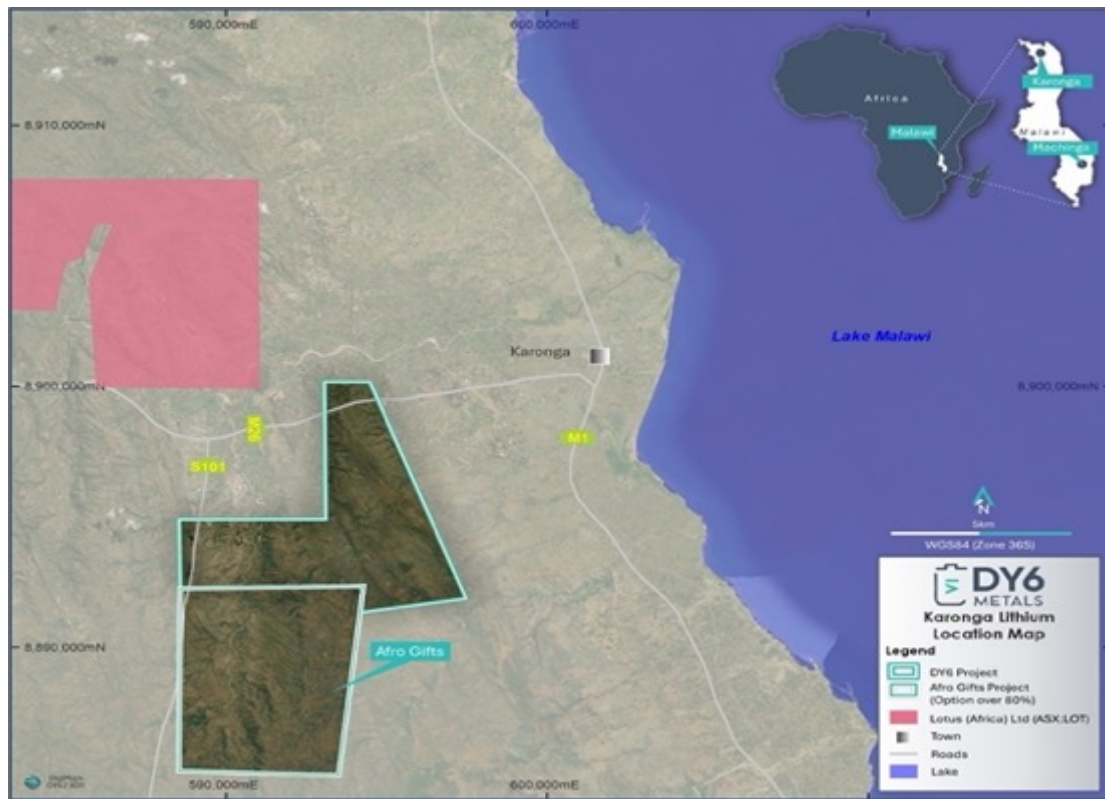 590,000mE
600,000mE
8,910,000mN
Africa
Malawi
Karonga
Malawi
Machinga
Lake Malawi
Karonga
8,900,000mN
8,900,000mN
M26
M1
S101
N
5km
WGS84 (Zone 36S)
Afro Gifts
8,890,000mN
590,000mE
600,000mE
DY6
METALS
Karonga Lithium
Location Map
Legend
DY6 Project
Afro Gifts Project
(Option over 80%)
Lotus (Africa) Ltd (ASX:LOT)
Town
Roads
Lake